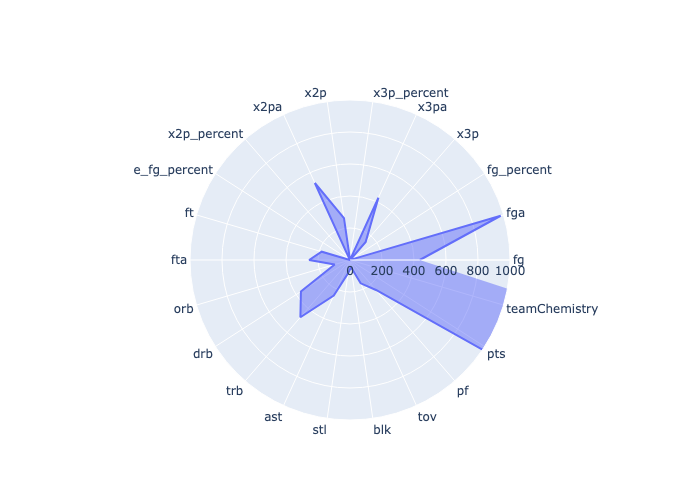 x2p
x3p_percent
x2pa
x3pa
x2p_percent
x3p
e_fg_percent
fg_percent
ft
fga
fta
fg
0 200 400 600 800 1000
orb
teamChemistry
drb
pts
trb
pf
ast
tov
stl
blk